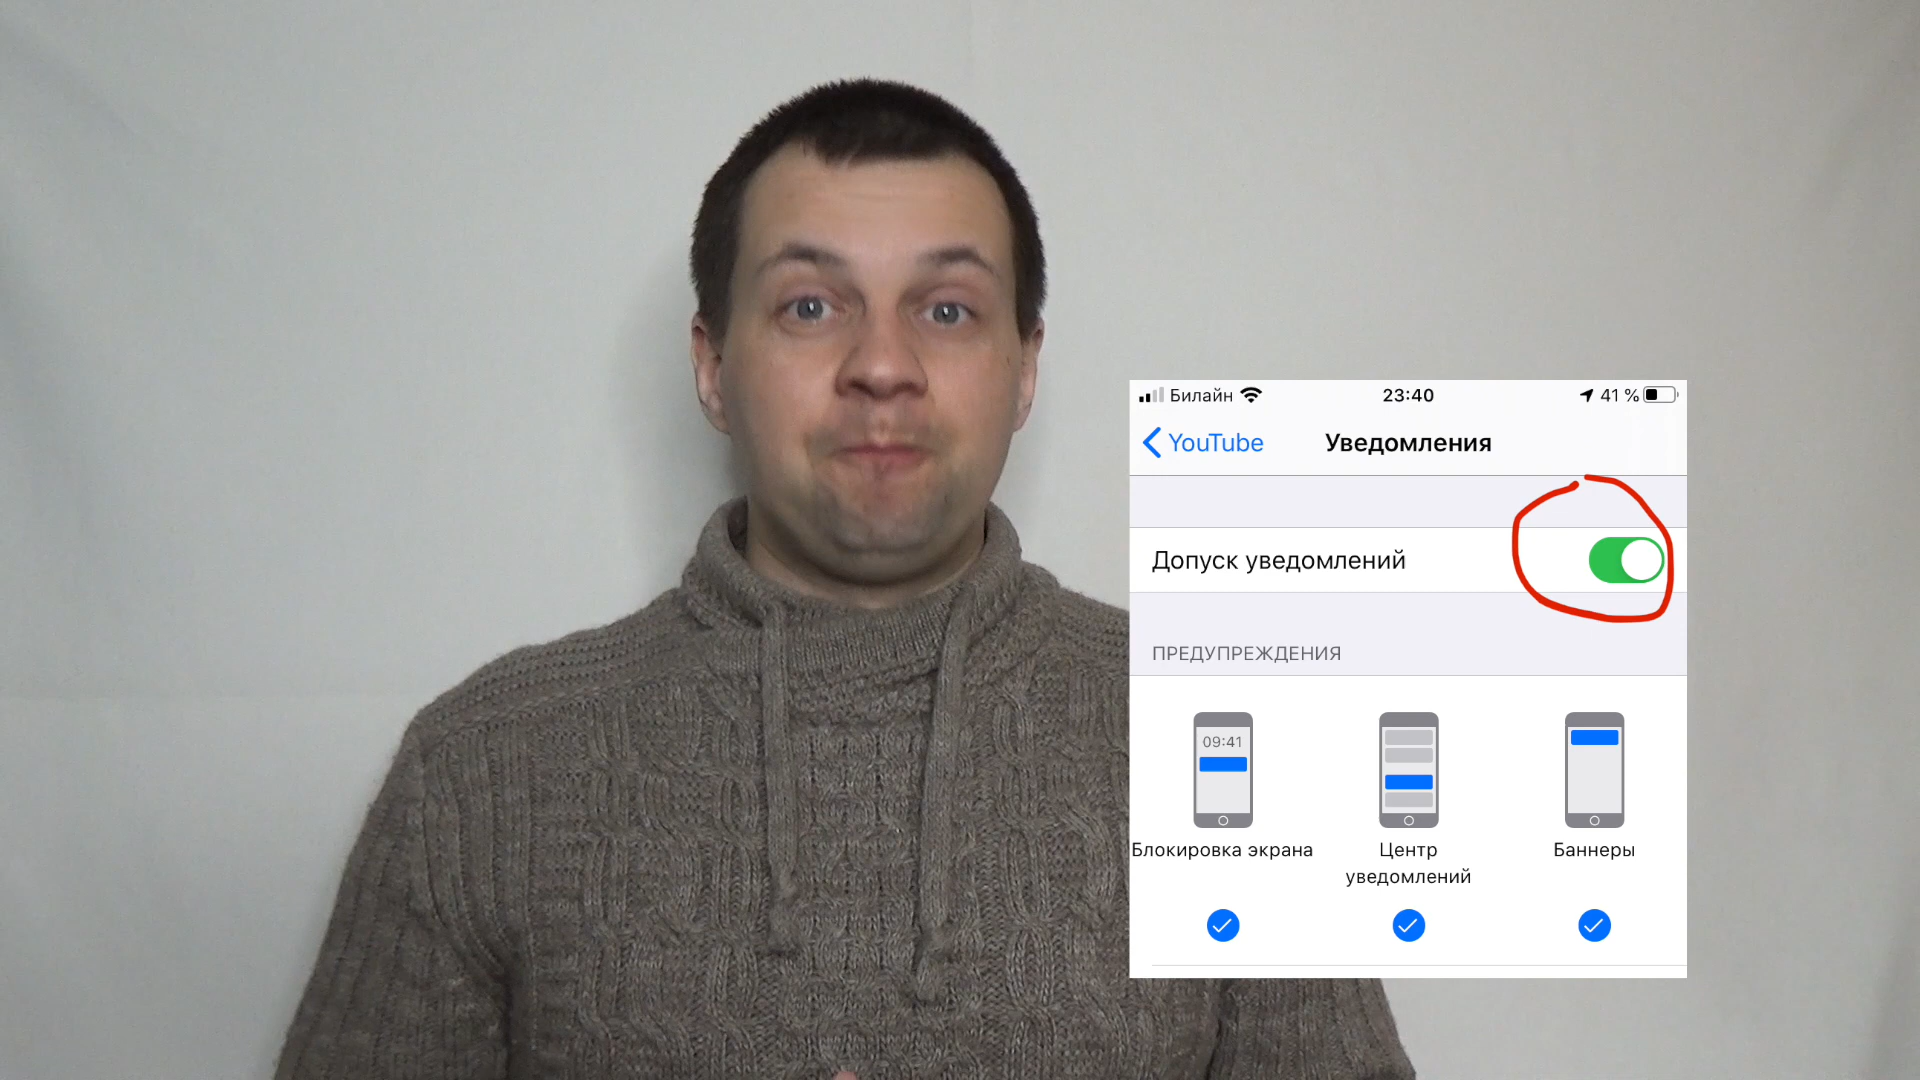 Билайн 23:40 41 %
YouTube Уведомления
Допуск уведомлений
ПРЕДУПРЕЖДЕНИЯ
09:41
Блокировка экрана
Центр
уведомлений
Баннеры